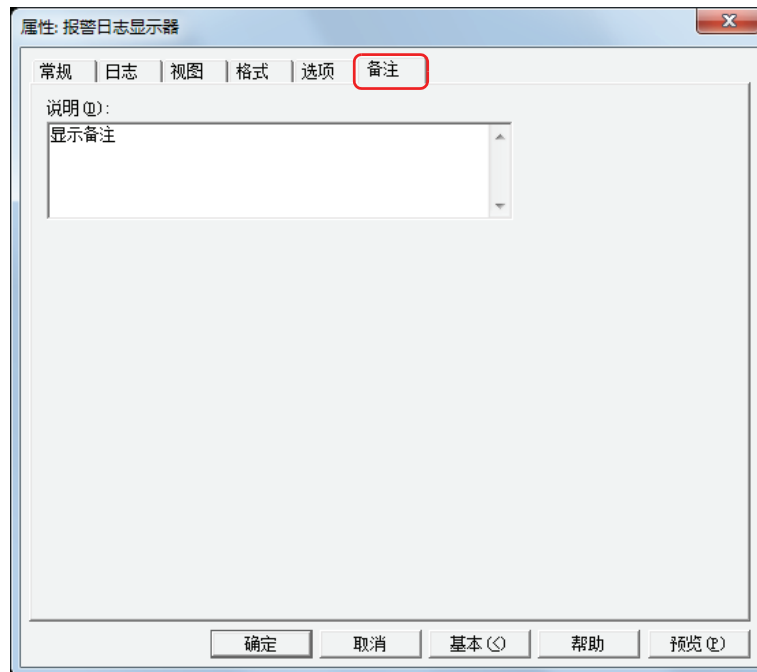 属性: 报警日志显示器
x
常规 日志 视图 格式 选项 备注
说明(D):
显示备注
确定 取消 基本(<) 帮助 预览(P)